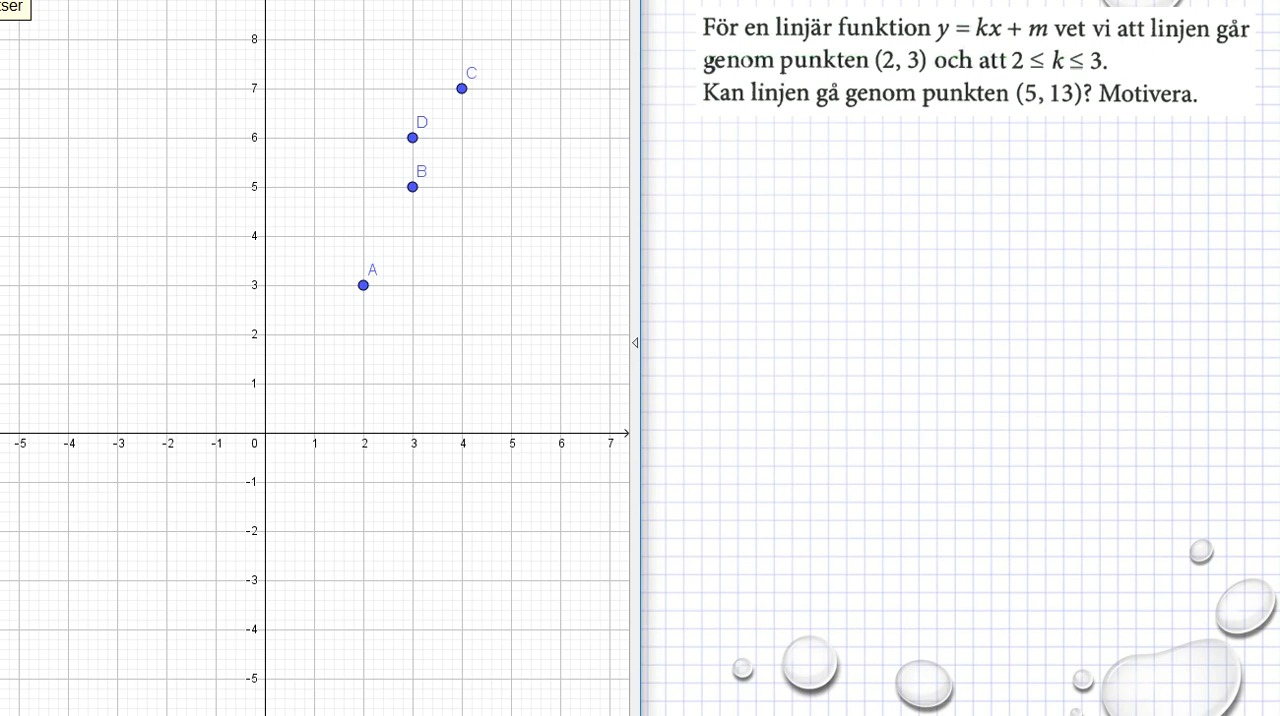 ser
För en linjär funktion y = kx + m vet vi att linjen går
genom punkten (2, 3) och att 2 ≤ k ≤ 3.
Kan linjen gå genom punkten (5, 13)? Motivera.
8
C
7
D
6
B
5
4
A
3
2
1
-5 -4 -3 -2 -1 0 1 2 3 4 5 6 7
-1
-2
-3
-4
-5